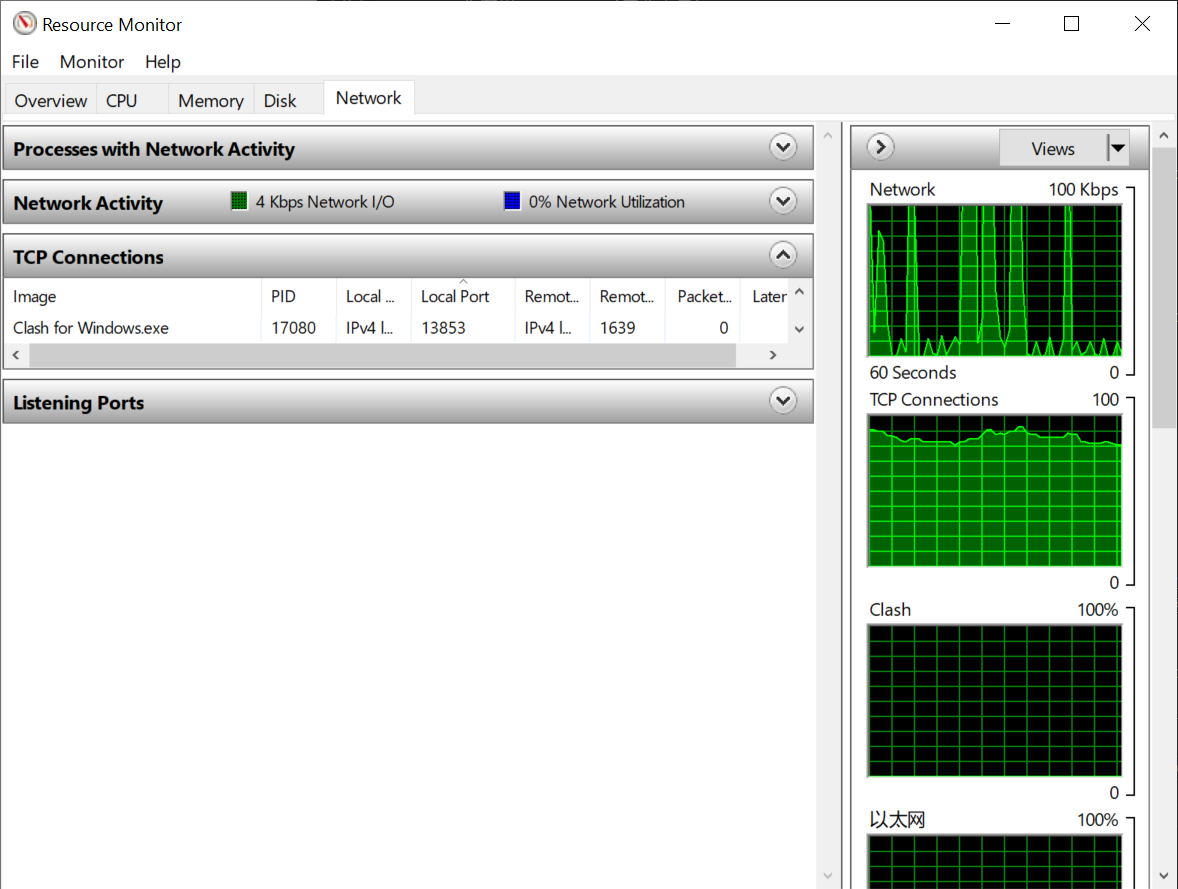 Resource Monitor
File Monitor Help
Overview CPU Memory Disk Network
Processes with Network Activity
Network Activity 4 Kbps Network I/O 0% Network Utilization
TCP Connections
Image PID Local ... Local Port Remot... Remot... Packet... Later
Clash for Windows.exe 17080 IPv4 l... 13853 IPv4 l... 1639 0
Listening Ports
Views
Network 100 Kbps
60 Seconds 0
TCP Connections 100
0
Clash 100%
0
以太网 100%